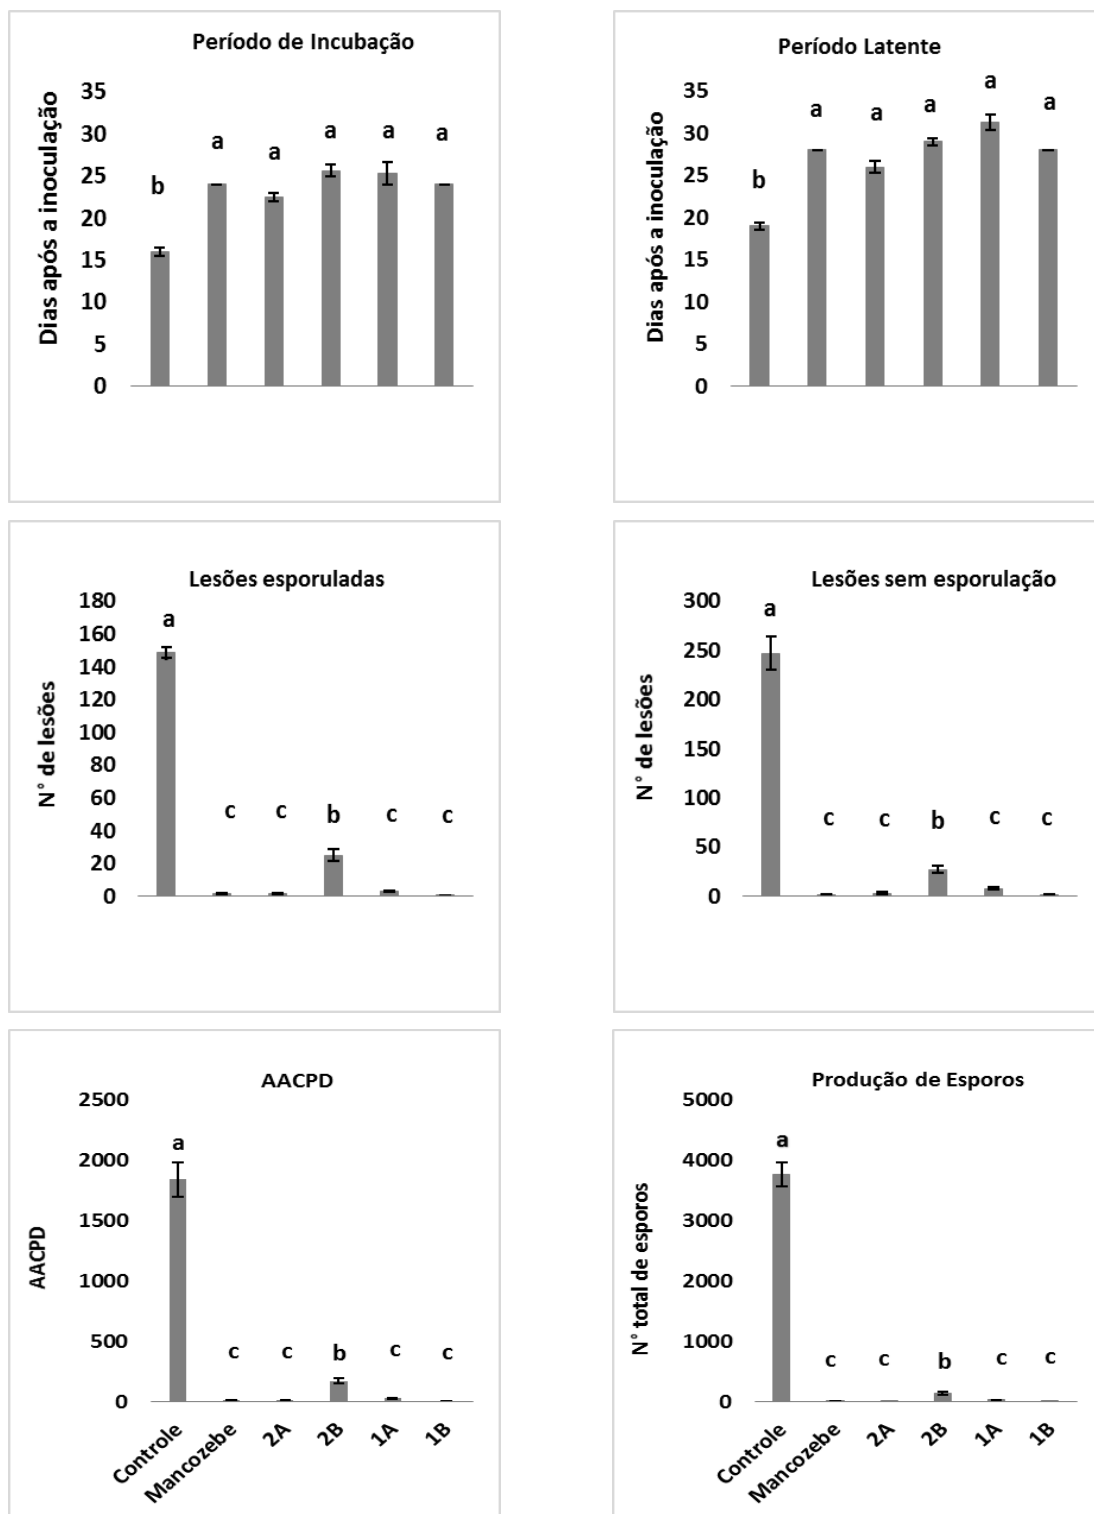 Período de Incubação
Dias após a inoculação
35
30
25
20
15
10
5
0
b
a
a
a
a
a
Período Latente
Dias após a inoculação
35
30
25
20
15
10
5
0
b
a
a
a
a
a
Lesões esporuladas
N° de lesões
180
160
140
120
100
80
60
40
20
0
a
c
c
b
c
c
Lesões sem esporulação
N° de lesões
300
250
200
150
100
50
0
a
c
c
b
c
c
AACPD
AACPD
2500
2000
1500
1000
500
0
a
c
c
b
c
c
Controle
Mancozebe
2A
2B
1A
1B
Produção de Esporos
N° total de esporos
5000
4000
3000
2000
1000
0
a
c
c
b
c
c
Controle
Mancozebe
2A
2B
1A
1B